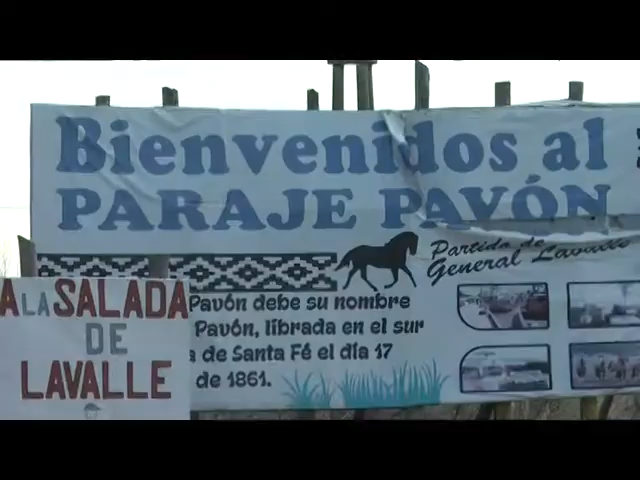 Bienvenidos al
PARAJE PAVÓN
Partido de
General Lavalle
Pavón debe su nombre
Pavón, librada en el sur
a de Santa Fé el día 17
de 1861.
A LA SALADA
DE
LAVALLE